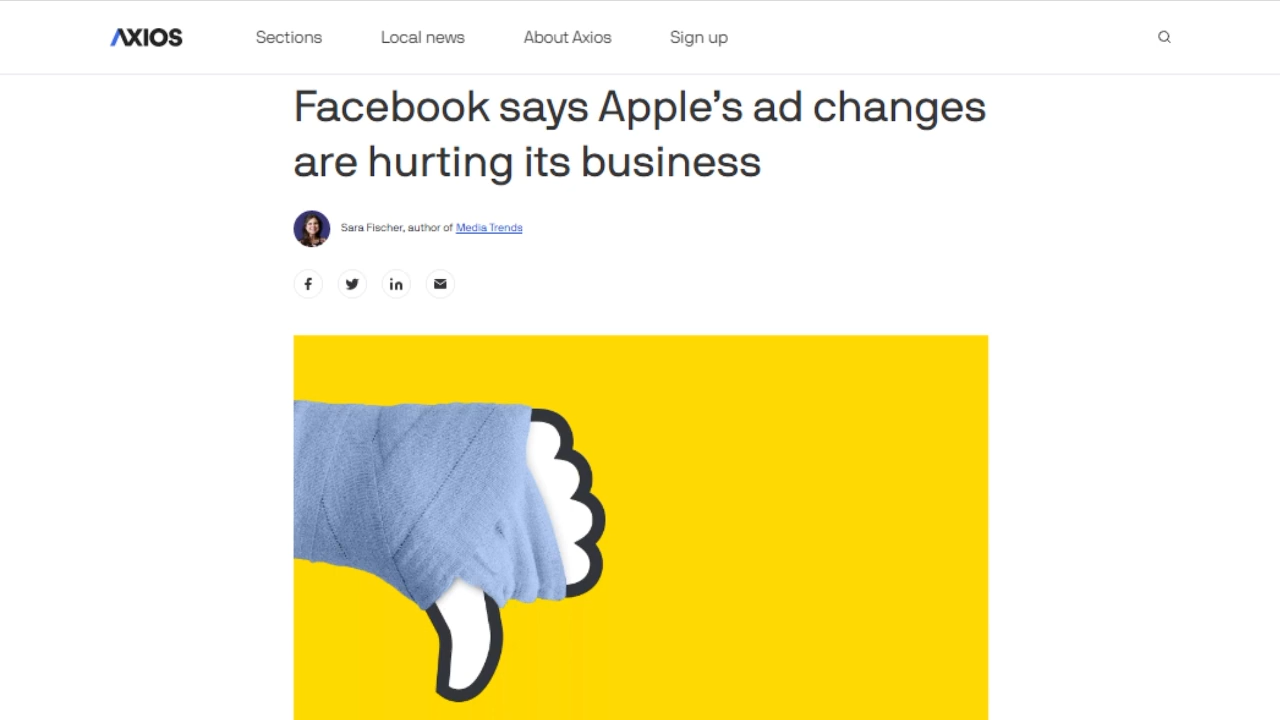 AXIOS Sections Local news About Axios Sign up
Facebook says Apple’s ad changes
are hurting its business
Sara Fischer, author of Media Trends